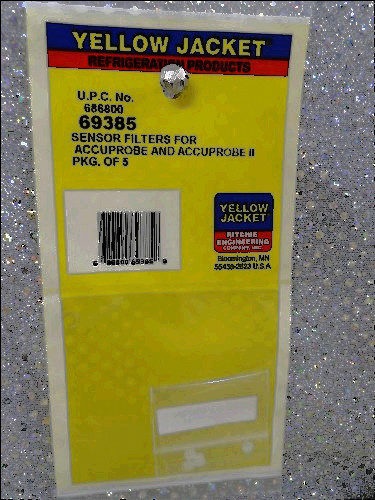 YELLOW JACKET
REFRIGERATION PRODUCTS
U.P.C. No.
686800
69385
SENSOR FILTERS FOR
ACCUPROBE AND ACCUPROBE II
PKG. OF 5
YELLOW
JACKET
RITCHIE
ENGINEERING
COMPANY, INC.
Bloomington, MN
55438-2623 U.S.A